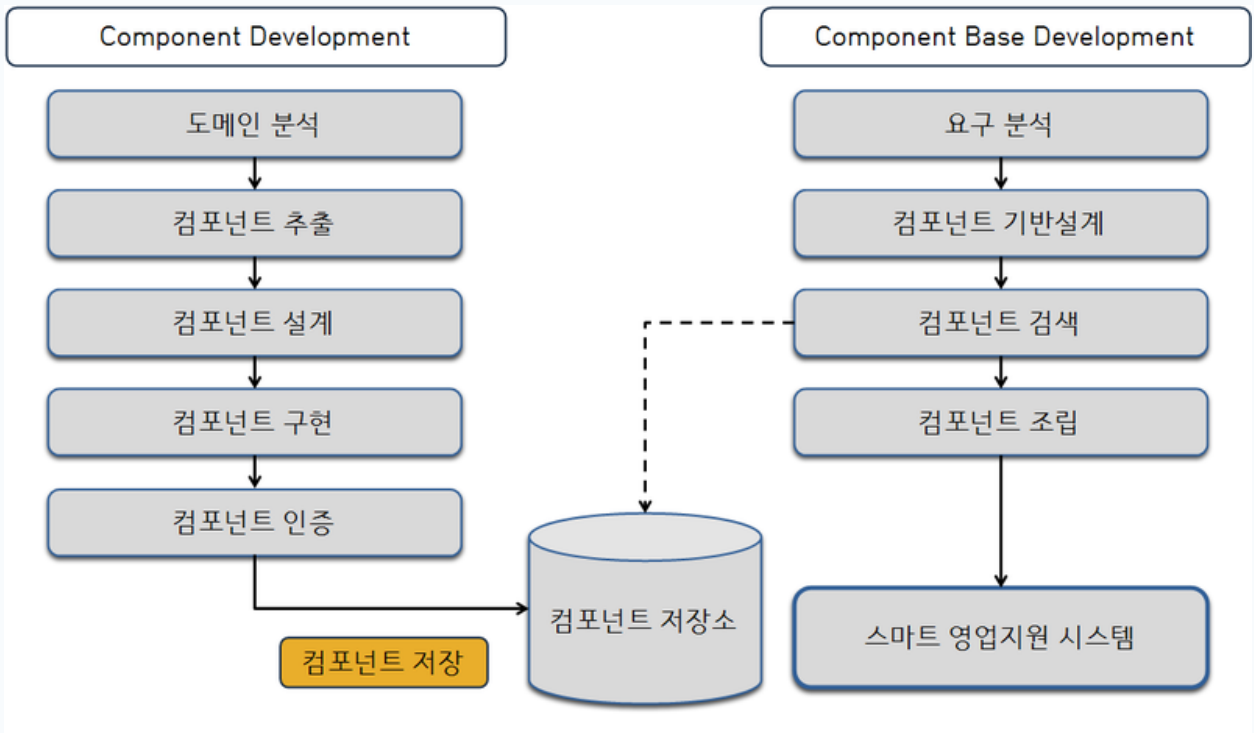 Component Development
도메인 분석
컴포넌트 추출
컴포넌트 설계
컴포넌트 구현
컴포넌트 인증
컴포넌트 저장
컴포넌트 저장소
Component Base Development
요구 분석
컴포넌트 기반설계
컴포넌트 검색
컴포넌트 조립
스마트 영업지원 시스템